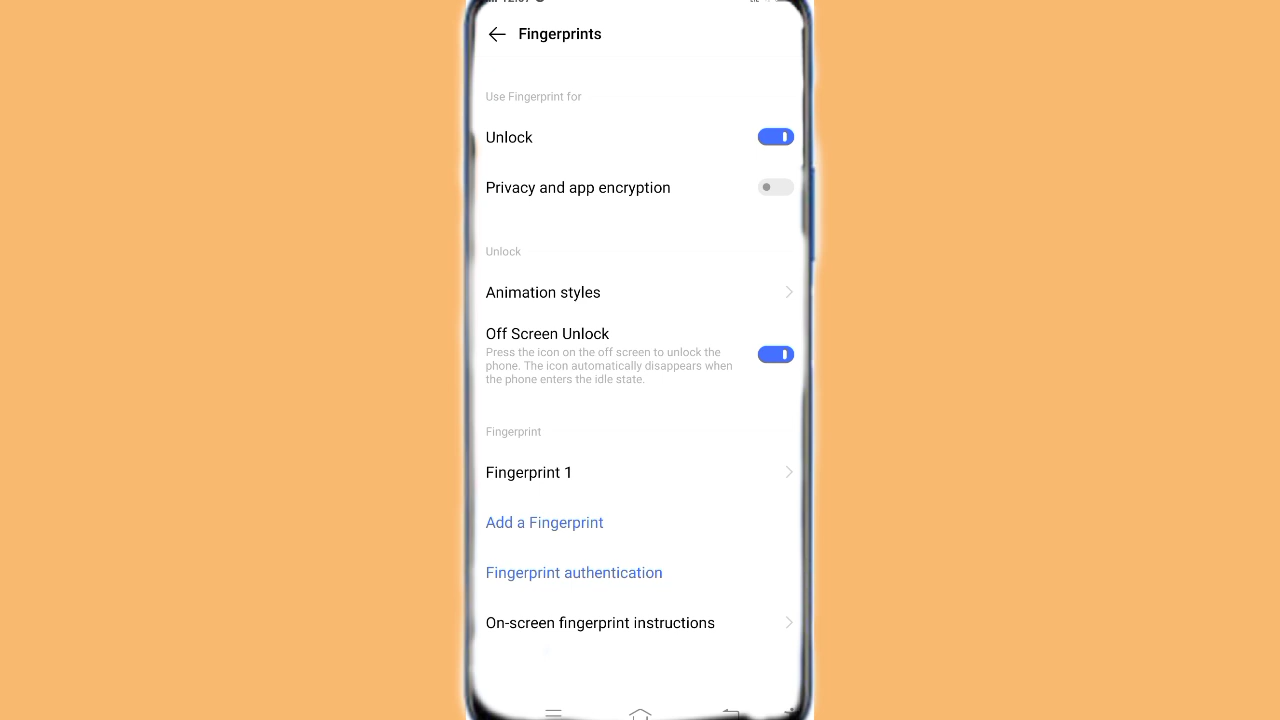 Fingerprints
Use Fingerprint for
Unlock
Privacy and app encryption
Unlock
Animation styles
Off Screen Unlock
Press the icon on the off screen to unlock the
phone. The icon automatically disappears when
the phone enters the idle state.
Fingerprint
Fingerprint 1
Add a Fingerprint
Fingerprint authentication
On-screen fingerprint instructions